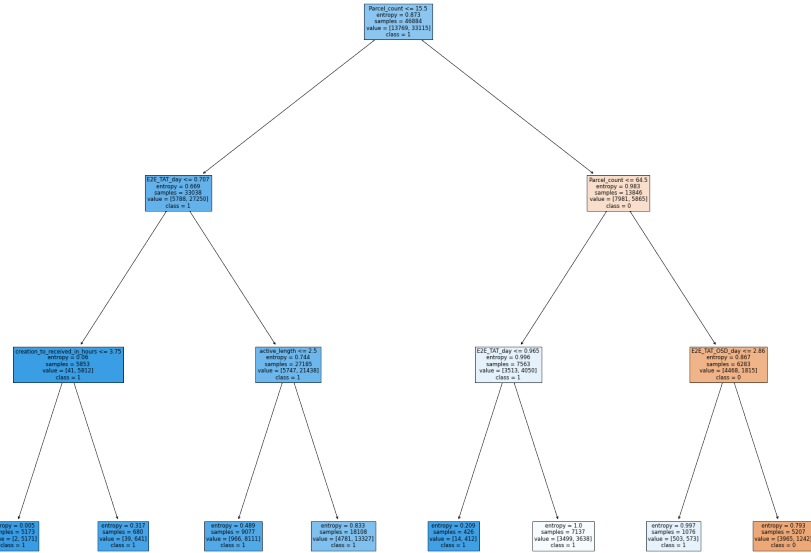 Parcel_count <= 15.5
entropy = 0.873
samples = 46884
value = [13769, 33115]
class = 1
E2E_TAT_day <= 0.707
entropy = 0.669
samples = 33038
value = [5788, 27250]
class = 1
Parcel_count <= 64.5
entropy = 0.983
samples = 13846
value = [7981, 5865]
class = 0
creation_to_received_in_hours <= 3.75
entropy = 0.06
samples = 5853
value = [41, 5812]
class = 1
active_length <= 2.5
entropy = 0.744
samples = 27185
value = [5747, 21438]
class = 1
E2E_TAT_day <= 0.965
entropy = 0.996
samples = 7563
value = [3513, 4050]
class = 1
E2E_TAT_OSD_day <= 2.86
entropy = 0.867
samples = 6283
value = [4468, 1815]
class = 0
ropy = 0.005
mples = 5173
e = [2, 5171]
ass = 1
entropy = 0.317
samples = 680
value = [39, 641]
class = 1
entropy = 0.489
samples = 9077
value = [966, 8111]
class = 1
entropy = 0.833
samples = 18108
value = [4781, 13327]
class = 1
entropy = 0.209
samples = 426
value = [14, 412]
class = 1
entropy = 1.0
samples = 7137
value = [3499, 3638]
class = 1
entropy = 0.997
samples = 1076
value = [503, 573]
class = 1
entropy = 0.793
samples = 5207
value = [3965, 124
class = 0